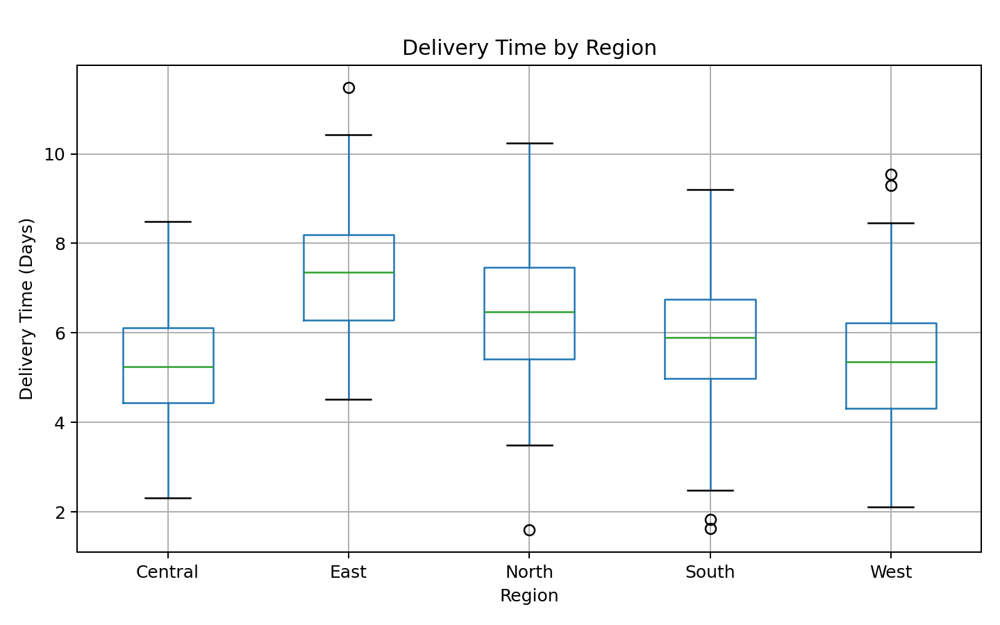 Delivery Time by Region
Delivery Time (Days)
10
8
6
4
2
Central
East
North
South
West
Region